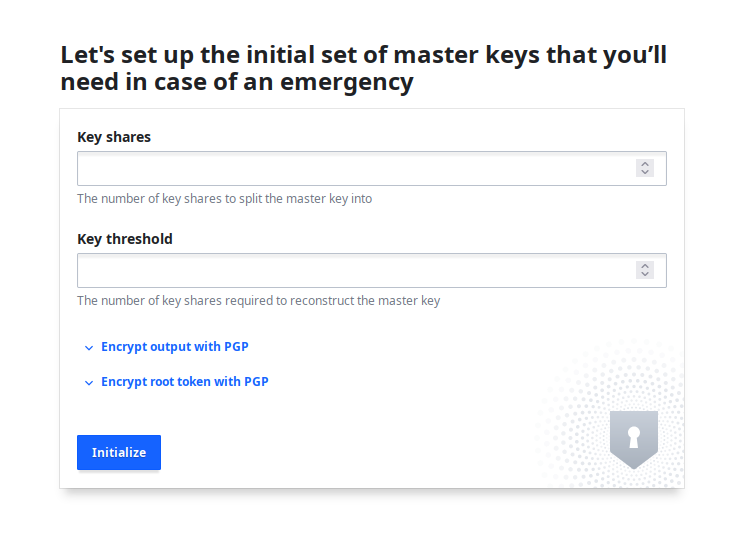 Let's set up the initial set of master keys that you’ll
need in case of an emergency
Key shares
The number of key shares to split the master key into
Key threshold
The number of key shares required to reconstruct the master key
Encrypt output with PGP
Encrypt root token with PGP
Initialize